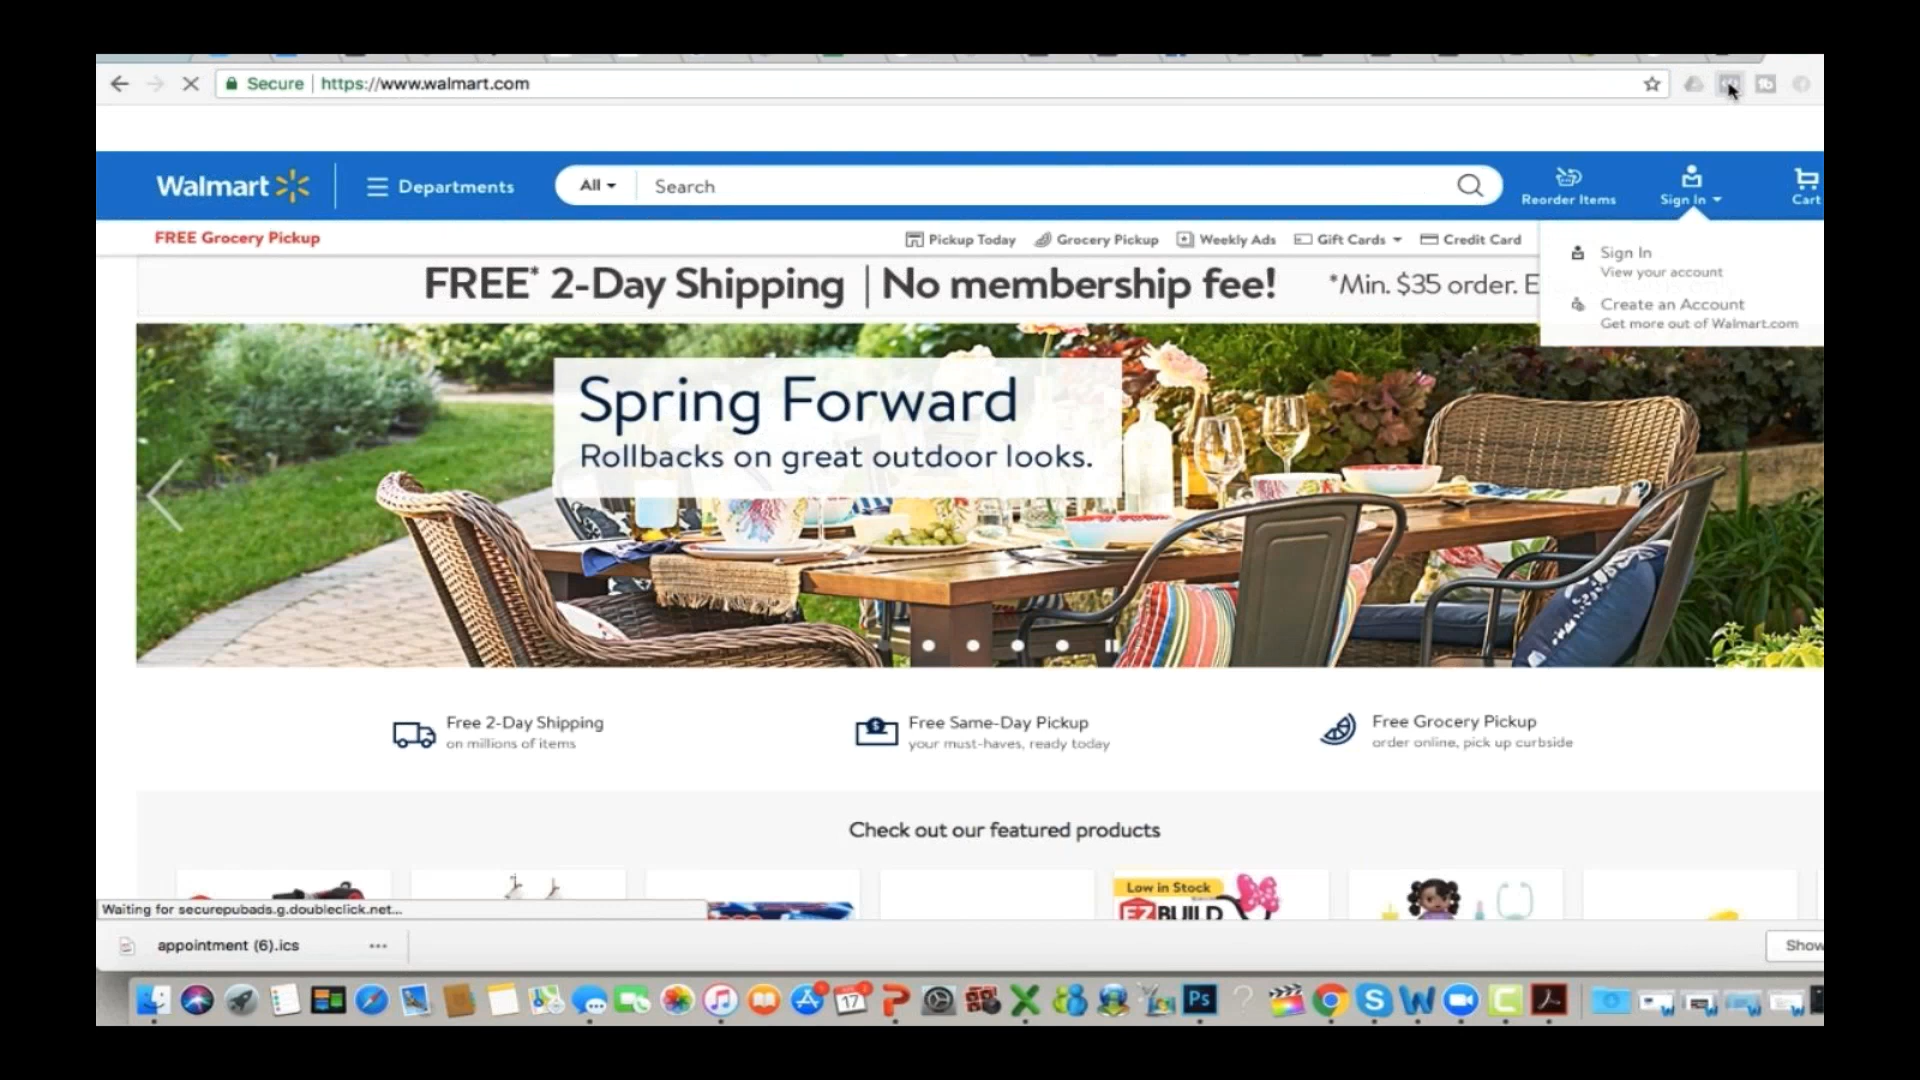 Secure | https://www.walmart.com
Walmart
Departments
All
Search
Reorder Items
Sign In
Cart
FREE Grocery Pickup
Pickup Today
Grocery Pickup
Weekly Ads
Gift Cards
Credit Card
Sign In
View your account
Create an Account
Get more out of Walmart.com
FREE* 2-Day Shipping | No membership fee! *Min. $35 order. E
Spring Forward
Rollbacks on great outdoor looks.
Free 2-Day Shipping
on millions of items
Free Same-Day Pickup
your must-haves, ready today
Free Grocery Pickup
order online, pick up curbside
Check out our featured products
Low in Stock
EZ BUILD
Waiting for securepubads.g.doubleclick.net...
appointment (6).ics
Show
17
Ps